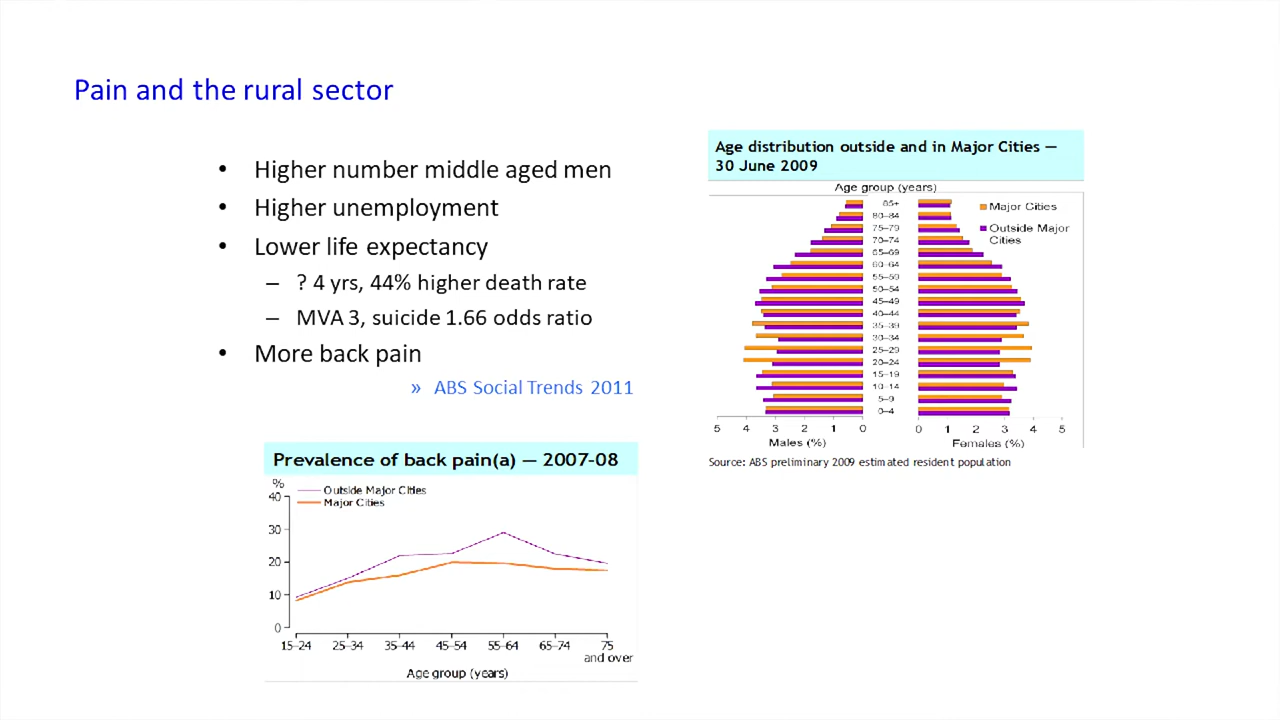 Pain and the rural sector
• Higher number middle aged men
• Higher unemployment
• Lower life expectancy
– ? 4 yrs, 44% higher death rate
– MVA 3, suicide 1.66 odds ratio
• More back pain
» ABS Social Trends 2011
Prevalence of back pain(a) — 2007-08
%
Outside Major Cities
Major Cities
40
30
20
10
0
15–24 25–34 35–44 45–54 55–64 65–74 75
and over
Age group (years)
Age distribution outside and in Major Cities —
30 June 2009
Age group (years)
Major Cities
Outside Major
Cities
85+
80–84
75–79
70–74
65–69
60–64
55–59
50–54
45–49
40–44
35–39
30–34
25–29
20–24
15–19
10–14
5–9
0–4
5 4 3 2 1 0 0 1 2 3 4 5
Males (%) Females (%)
Source: ABS preliminary 2009 estimated resident population